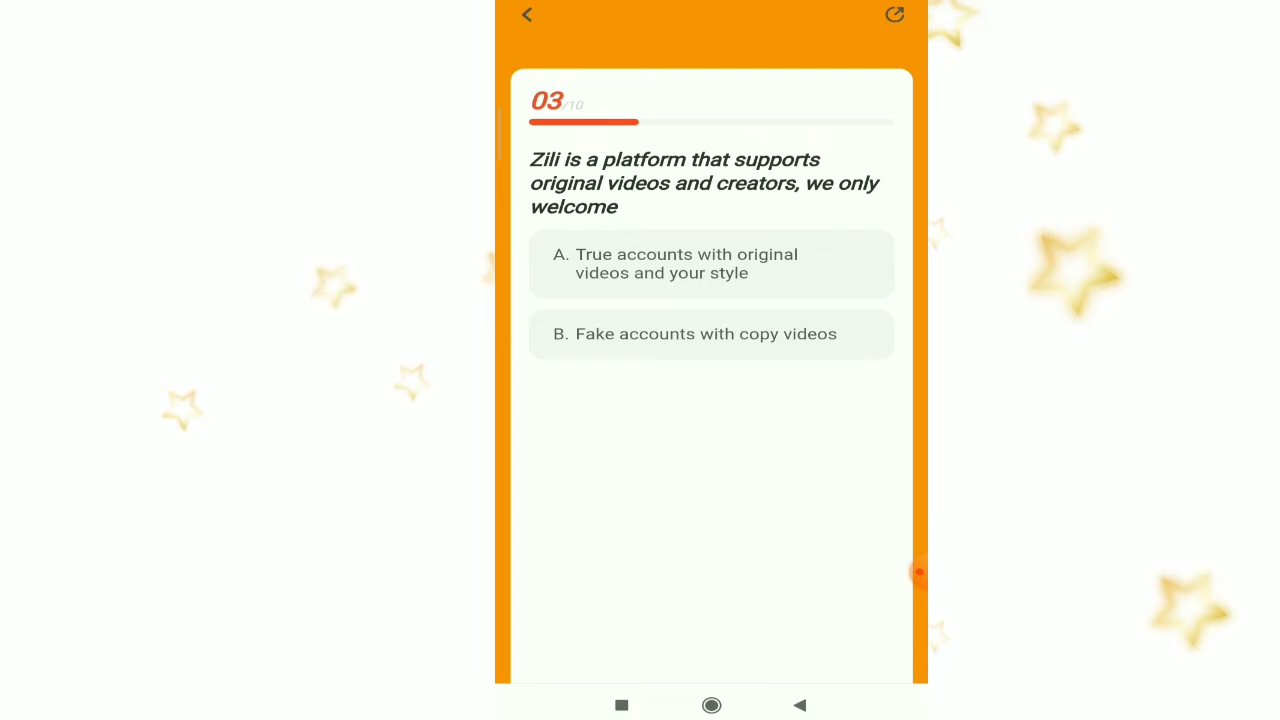 03/10
Zili is a platform that supports
original videos and creators, we only
welcome
A. True accounts with original
videos and your style
B. Fake accounts with copy videos